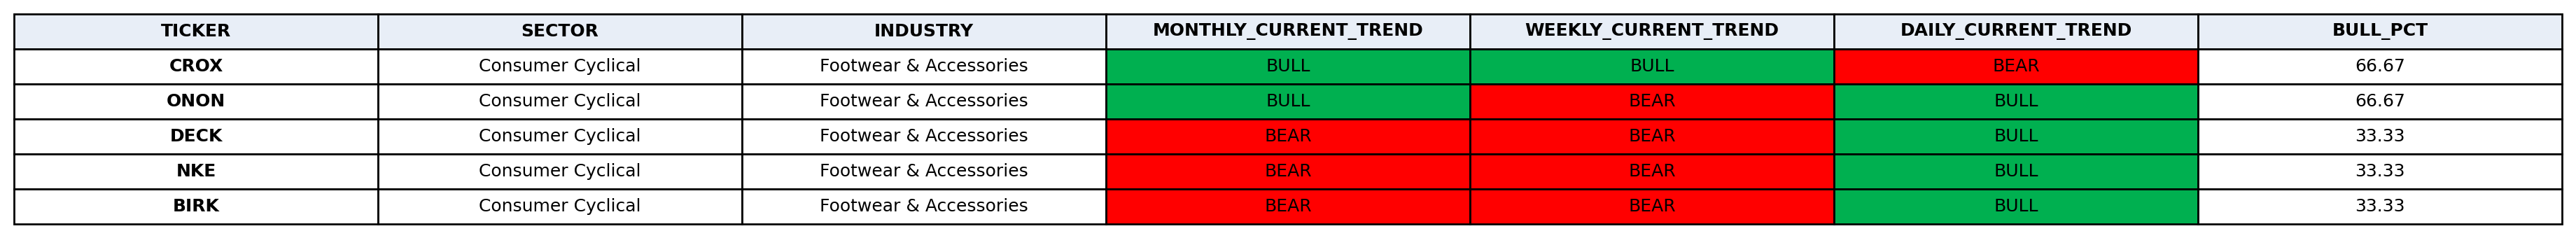 TICKER SECTOR INDUSTRY MONTHLY_CURRENT_TREND WEEKLY_CURRENT_TREND DAILY_CURRENT_TREND BULL_PCT
CROX Consumer Cyclical Footwear & Accessories BULL BULL BEAR 66.67
ONON Consumer Cyclical Footwear & Accessories BULL BEAR BULL 66.67
DECK Consumer Cyclical Footwear & Accessories BEAR BEAR BULL 33.33
NKE Consumer Cyclical Footwear & Accessories BEAR BEAR BULL 33.33
BIRK Consumer Cyclical Footwear & Accessories BEAR BEAR BULL 33.33